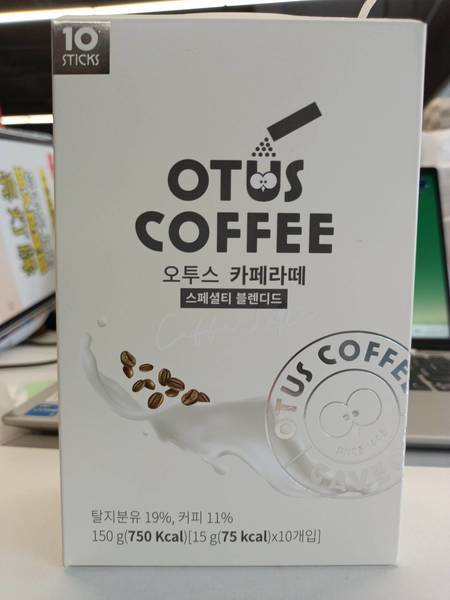 10
STICKS
OTUS
COFFEE
오투스 카페라떼
스페셜티 블렌디드
OTUS COFFEE
SINCE
탈지분유 19%, 커피 11%
150 g(750 Kcal)[15 g(75 kcal)x10개입]